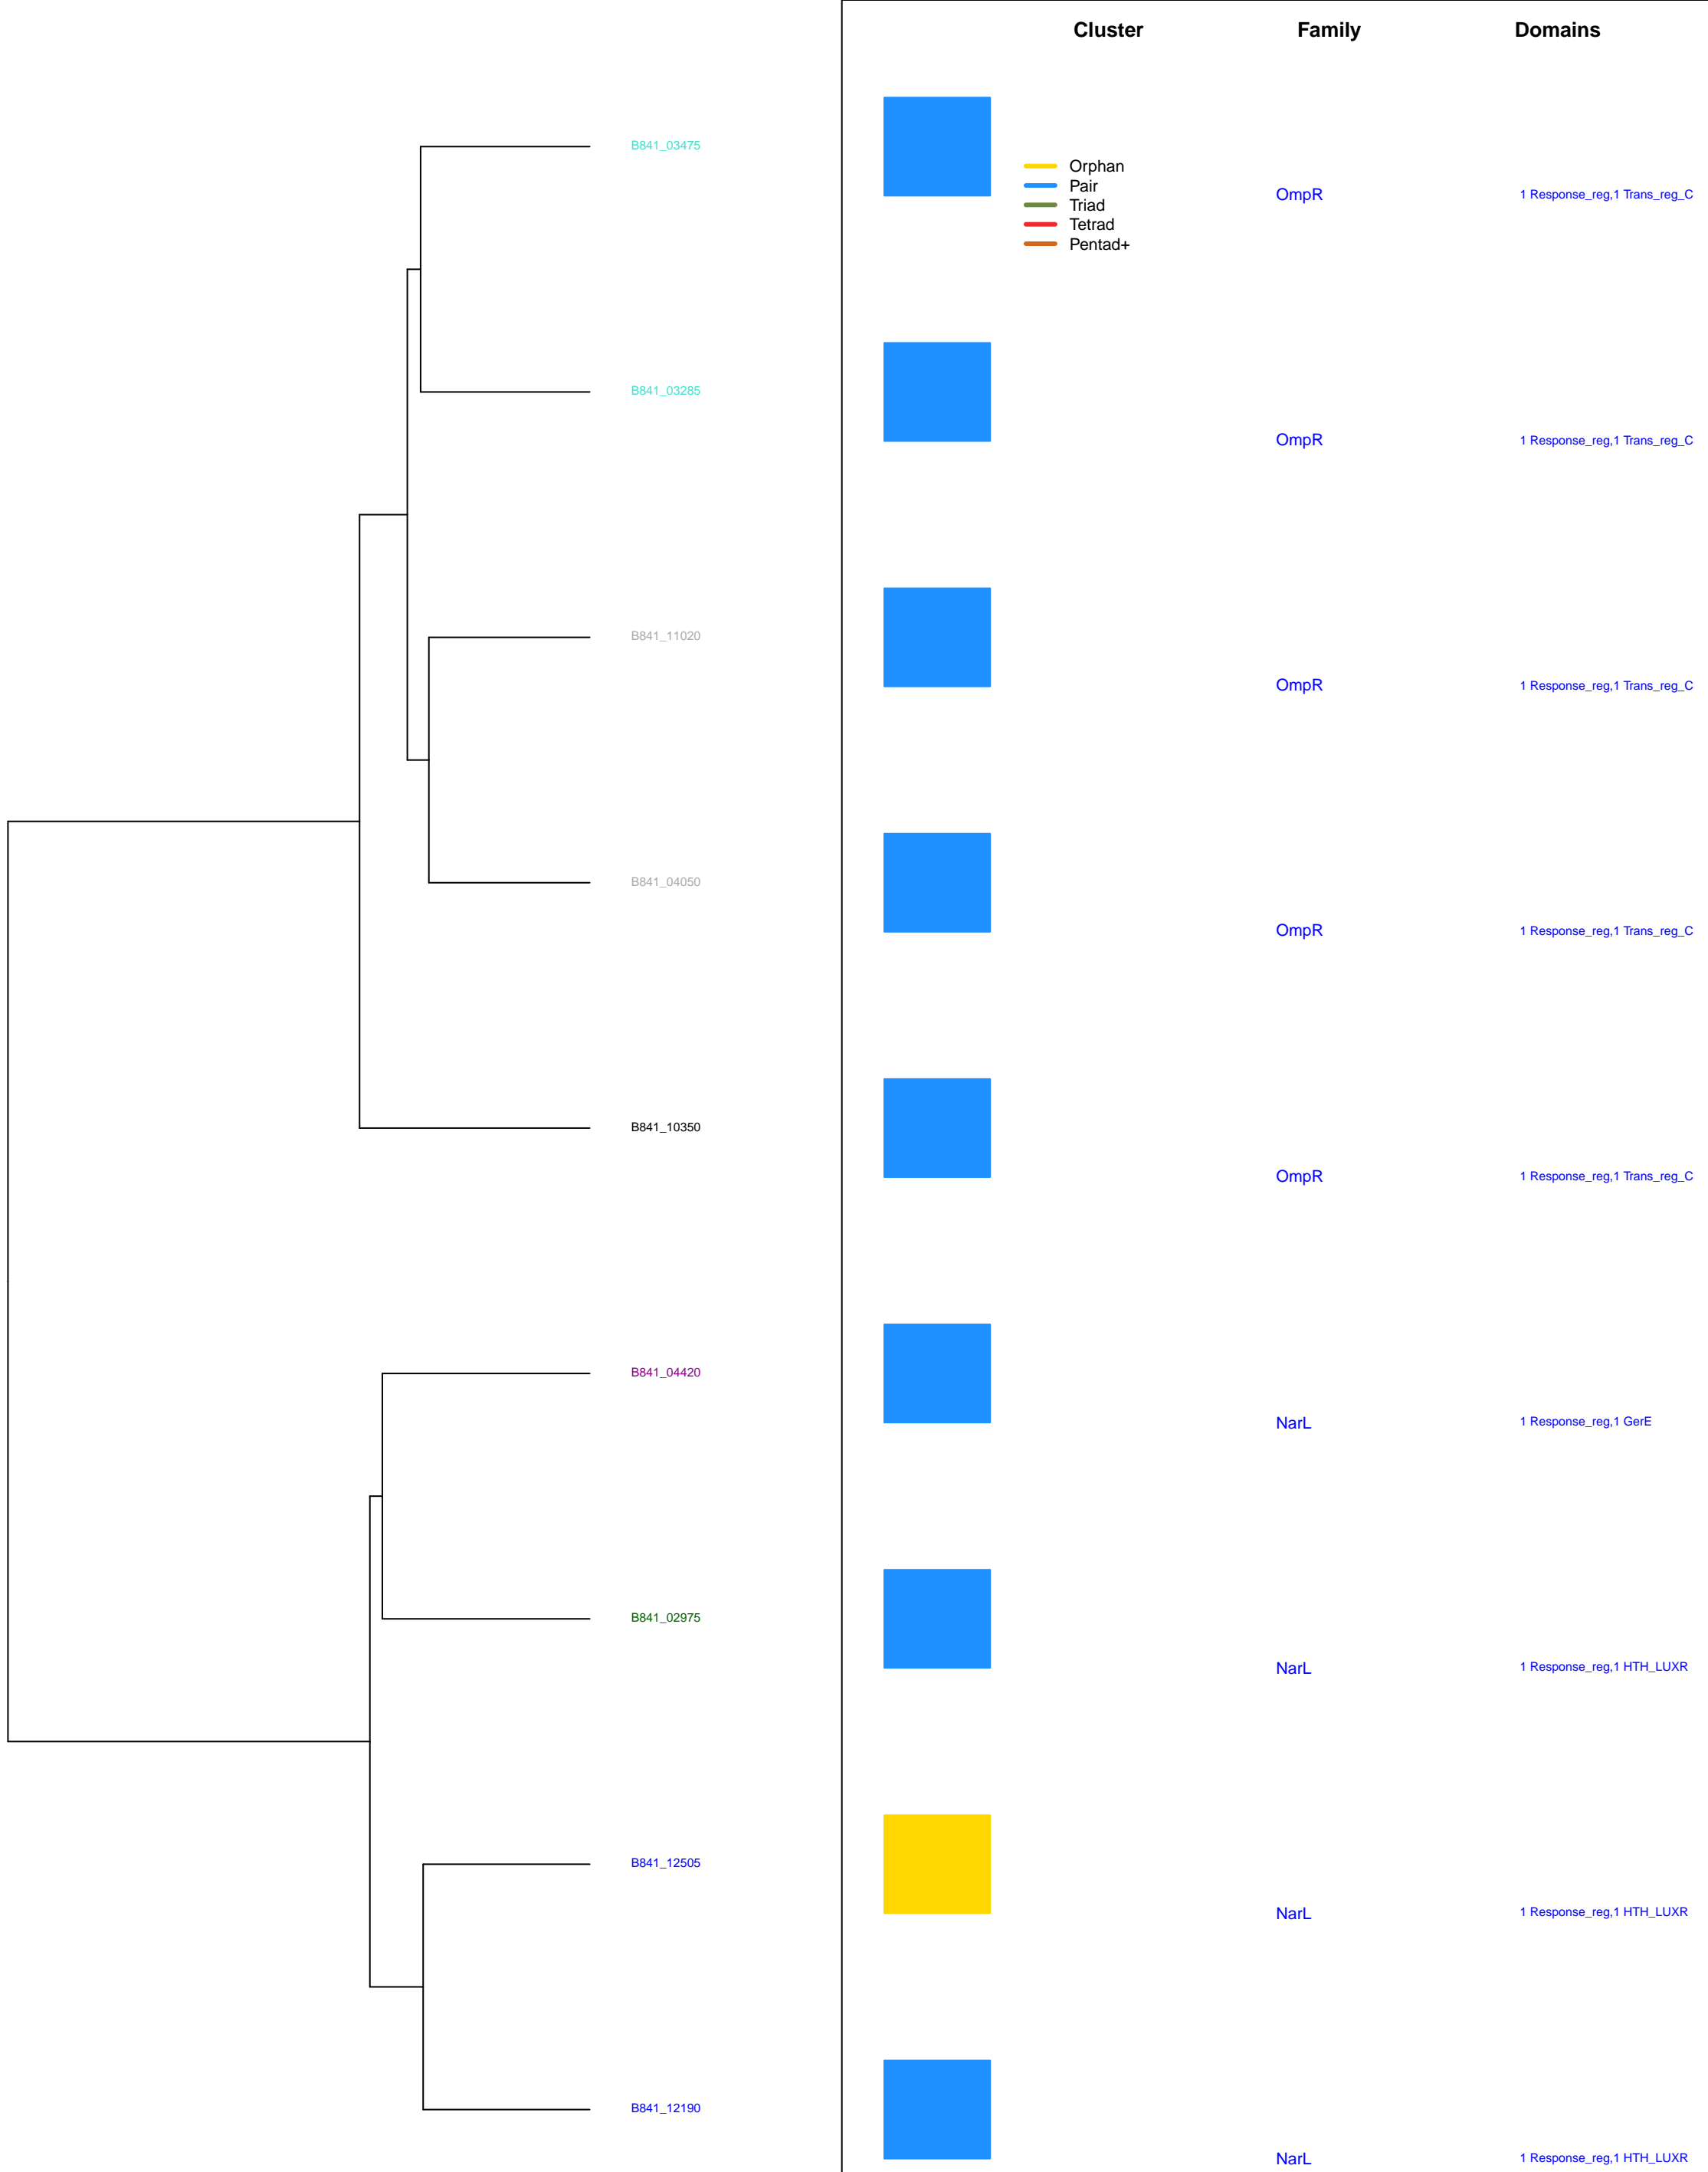 Cluster Family Domains
B841_03475
Orphan
Pair
Triad
Tetrad
Pentad+
OmpR 1 Response_reg,1 Trans_reg_C
B841_03285
OmpR 1 Response_reg,1 Trans_reg_C
B841_11020
OmpR 1 Response_reg,1 Trans_reg_C
B841_04050
OmpR 1 Response_reg,1 Trans_reg_C
B841_10350
OmpR 1 Response_reg,1 Trans_reg_C
B841_04420
NarL 1 Response_reg,1 GerE
B841_02975
NarL 1 Response_reg,1 HTH_LUXR
B841_12505
NarL 1 Response_reg,1 HTH_LUXR
B841_12190
NarL 1 Response_reg,1 HTH_LUXR